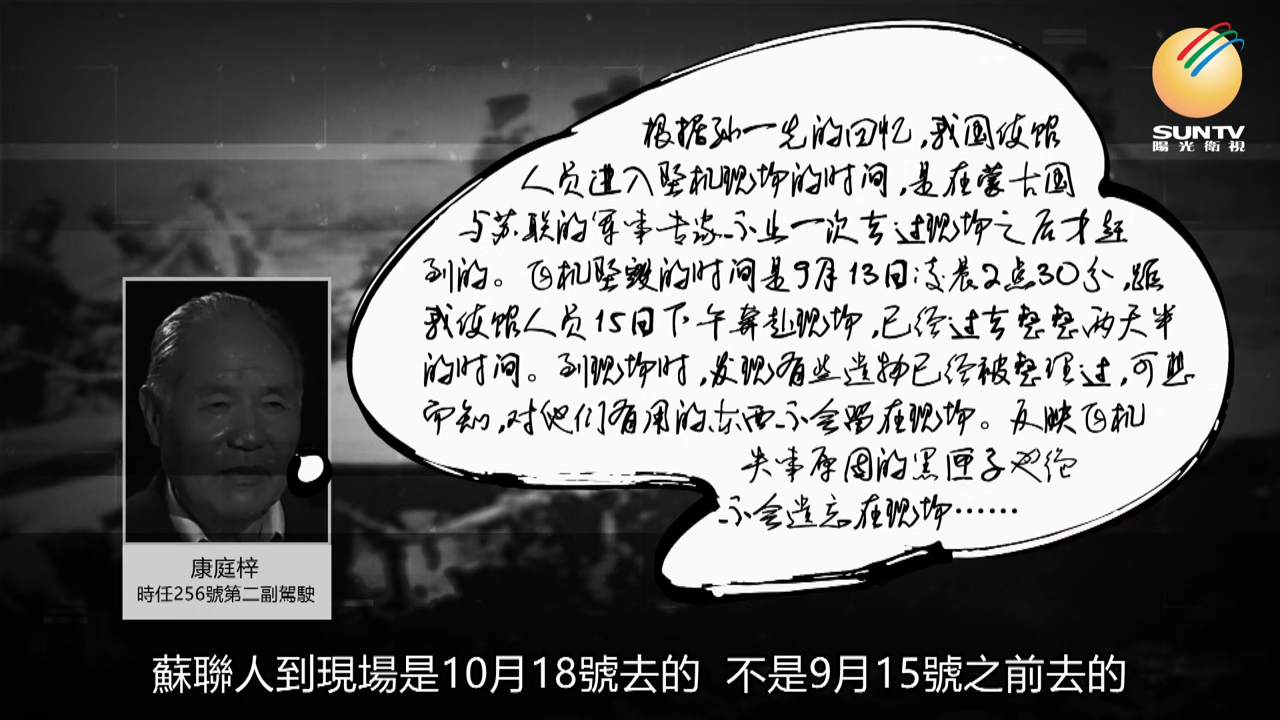 SUNTV
陽光衛視
根据孙一先的回忆,我国使馆
人员进入坠机现场的时间,是在蒙古国
与苏联的军事专家不止一次去过现场之后才赶
到的。飞机坠毁的时间是9月13日凌晨2点30分,距
我使馆人员15日下午奔赴现场,已经过去整整两天半
的时间。到现场时,发现有些遗物已经被整理过,可想
而知,对他们有用的东西不会留在现场。反映飞机
失事原因的黑匣子更绝
不会遗忘在现场……
康庭梓
時任256號第二副駕駛
蘇聯人到現場是10月18號去的 不是9月15號之前去的